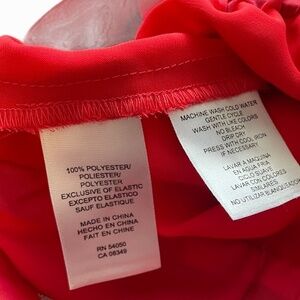 100% POLYESTER/
POLIESTER/
POLYESTER
EXCLUSIVE OF ELASTIC
EXCEPTO ELASTICO
SAUF ELASTIQUE
MADE IN CHINA
HECHO EN CHINA
FAIT EN CHINE
RN 54050
CA 08349
MACHINE WASH COLD WATER
GENTLE CYCLE
WASH WITH LIKE COLORS
NO BLEACH
DRIP DRY
PRESS WITH COOL IRON
IF NECESSARY
LAVAR A MAQUINA
EN AGUA FRIA
CICLO SUAVE
LAVAR CON COLORES
SIMILARES
NO UTILIZAR BLANQUEADOR